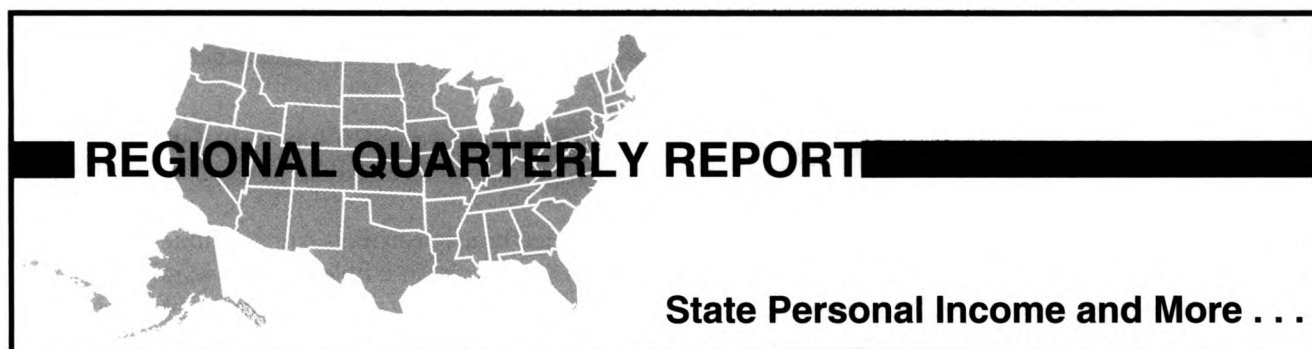 REGIONAL QUARTERLY REPORT
State Personal Income and More . . .